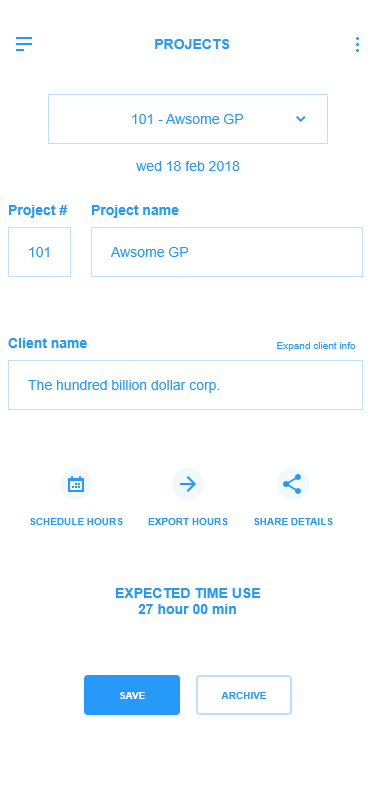 PROJECTS
101 - Awsome GP
wed 18 feb 2018
Project # Project name
101 Awsome GP
Client name Expand client info
The hundred billion dollar corp.
SCHEDULE HOURS EXPORT HOURS SHARE DETAILS
EXPECTED TIME USE
27 hour 00 min
SAVE ARCHIVE